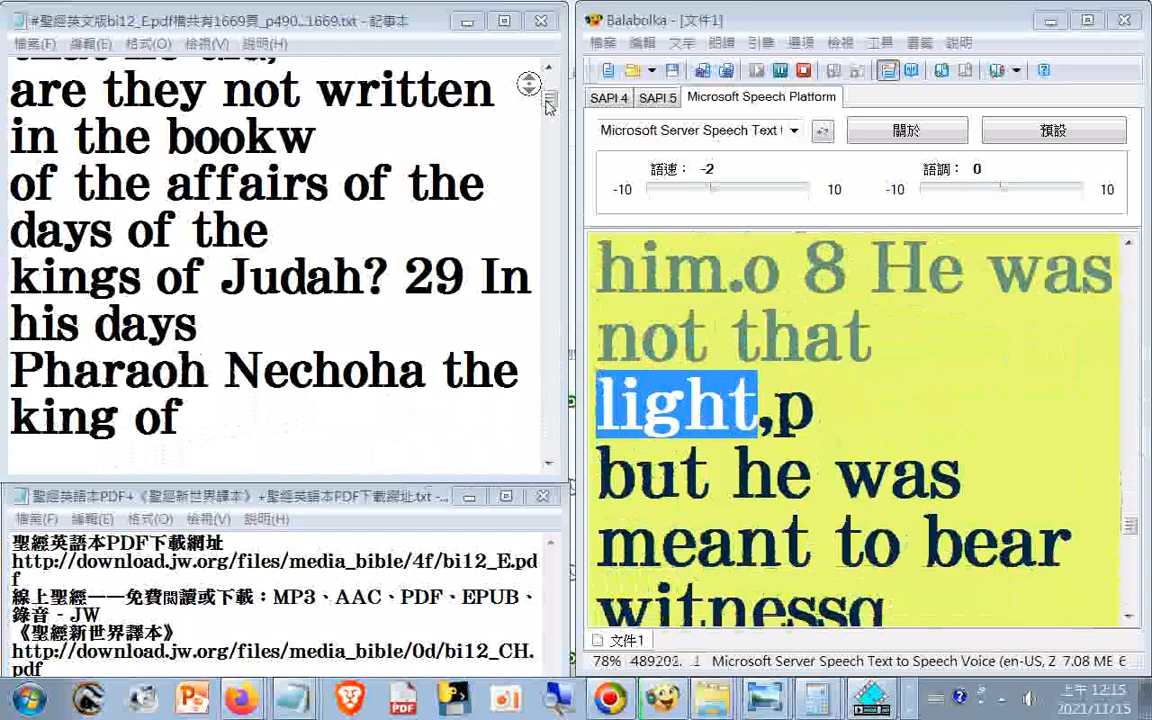 #聖經英文版bi12_E.pdf檔共有1669頁_p490...1669.txt - 記事本
檔案(F) 編輯(E) 格式(O) 檢視(V) 說明(H)
are they not written
in the bookw
of the affairs of the
days of the
kings of Judah? 29 In
his days
Pharaoh Nechoha the
king of
聖經英語本PDF+《聖經新世界譯本》+聖經英語本PDF下載網址.txt - ...
檔案(F) 編輯(E) 格式(O) 檢視(V) 說明(H)
聖經英語本PDF下載網址
http://download.jw.org/files/media_bible/4f/bi12_E.pd
f
線上聖經——免費閱讀或下載：MP3、AAC、PDF、EPUB、
錄音 - JW
《聖經新世界譯本》
http://download.jw.org/files/media_bible/0d/bi12_CH.
pdf
Balabolka - [文件1]
檔案 編輯 文字 朗讀 引擎 選項 檢視 工具 書籤 說明
SAPI 4 SAPI 5 Microsoft Speech Platform
Microsoft Server Speech Text 關於 預設
語速： -2 語調： 0
-10 10 -10 10
him.o 8 He was
not that
light,p
but he was
meant to bear
witnessq
文件1
78% 489202. Microsoft Server Speech Text to Speech Voice (en-US, Z 7.08 MB 6
PDF
上午 12:15
2021/11/15